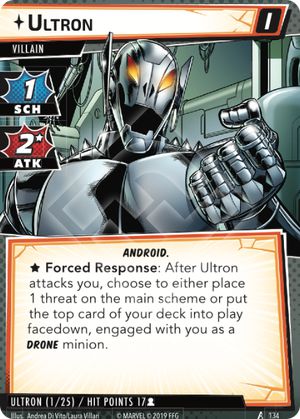 ULTRON
I
VILLAIN
1
SCH
2*
ATK
ANDROID.
★ Forced Response: After Ultron
attacks you, choose to either place
1 threat on the main scheme or put
the top card of your deck into play
facedown, engaged with you as a
DRONE minion.
ULTRON (1/25) / HIT POINTS 17
Illus. Andrea Di Vito/Laura Villari
© MARVEL © 2019 FFG
134